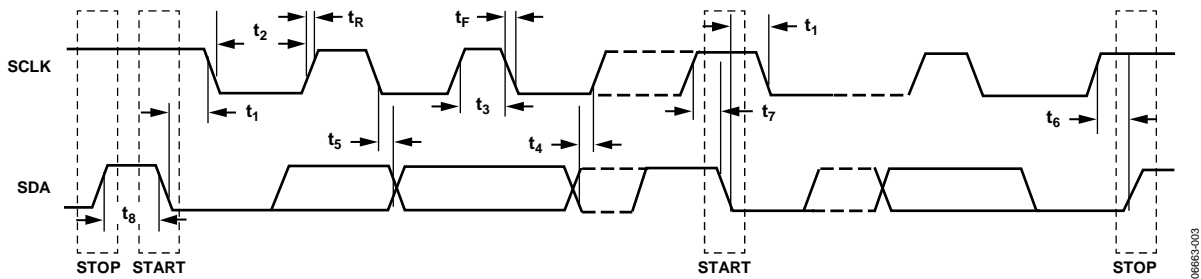 t2
tR
tF
t1
SCLK
t1
t3
t7
t6
t5
t4
SDA
t8
STOP
START
START
STOP
06663-003